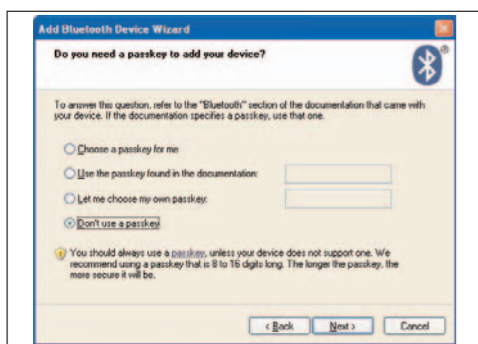 Add Bluetooth Device Wizard
Do you need a passkey to add your device?
®
To answer this question, refer to the "Bluetooth" section of the documentation that came with
your device. If the documentation specifies a passkey, use that one.
Choose a passkey for me
Use the passkey found in the documentation:
Let me choose my own passkey:
Don't use a passkey
You should always use a passkey, unless your device does not support one. We
recommend using a passkey that is 8 to 16 digits long. The longer the passkey, the
more secure it will be.
< Back Next > Cancel